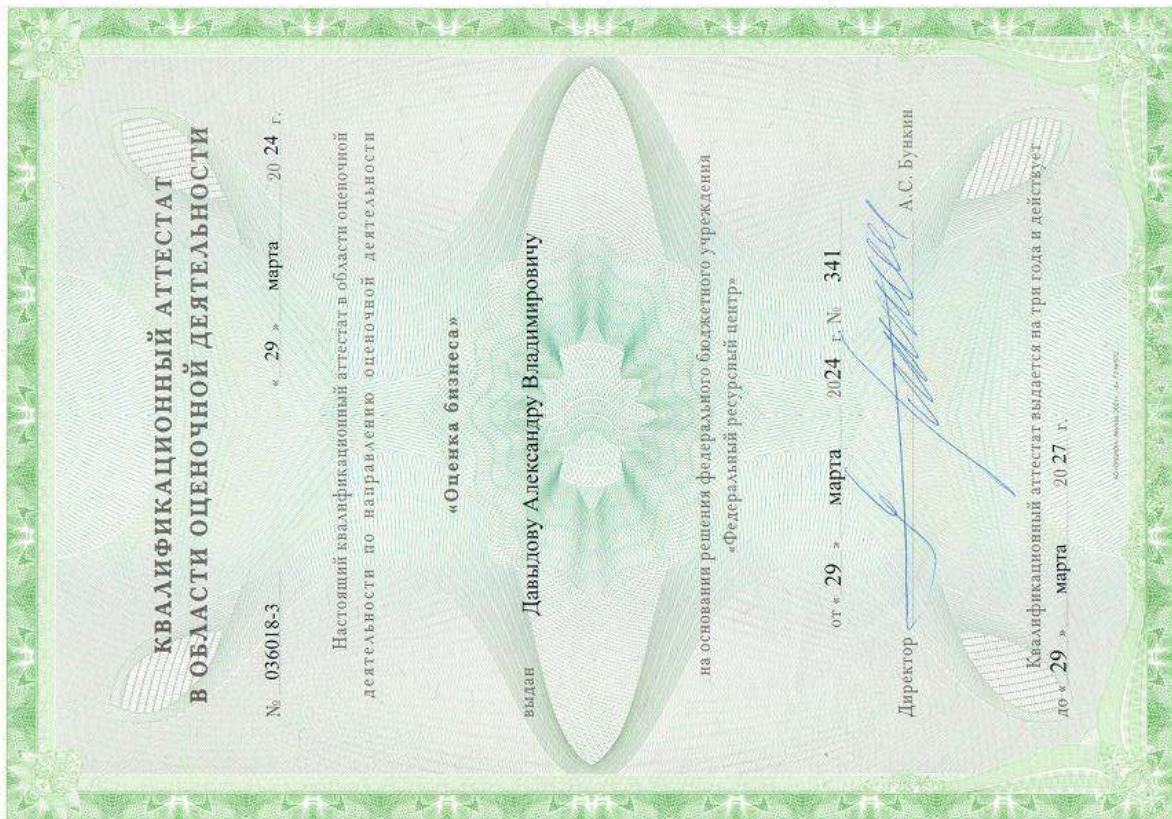 КВАЛИФИКАЦИОННЫЙ АТТЕСТАТ
В ОБЛАСТИ ОЦЕНОЧНОЙ ДЕЯТЕЛЬНОСТИ
№ 036018-3 « 29 » марта 20 24 г.
Настоящий квалификационный аттестат в области оценочной
деятельности по направлению оценочной деятельности
«Оценка бизнеса»
выдан Давыдову Александру Владимировичу
на основании решения федерального бюджетного учреждения
«Федеральный ресурсный центр»
от « 29 » марта 2024 г. № 341
Директор А.С. Бункин
Квалификационный аттестат выдается на три года и действует
до « 29 » марта 20 27 г.